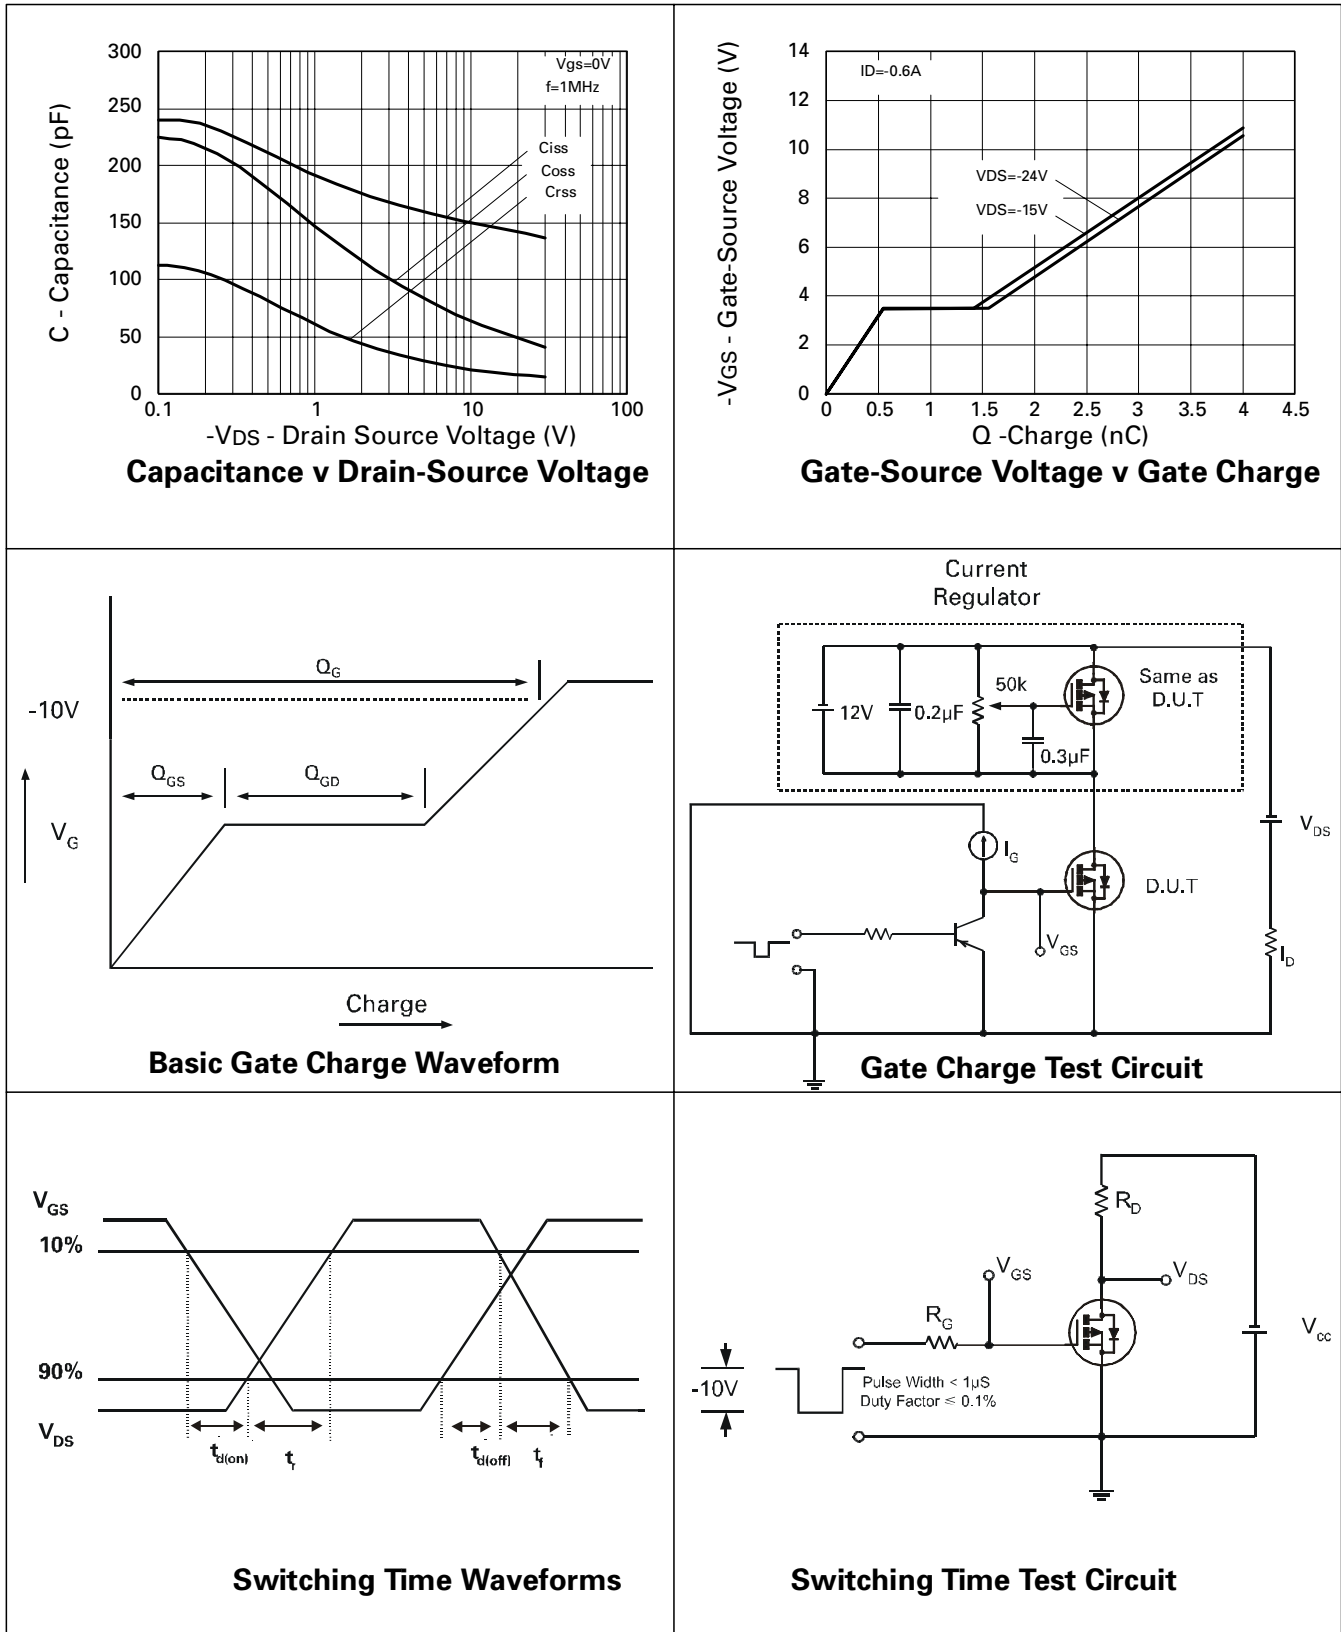 300
250
200
150
100
50
0
0.1
1
10
100
C - Capacitance (pF)
Vgs=0V
f=1MHz
Ciss
Coss
Crss
-VDS - Drain Source Voltage (V)
Capacitance v Drain-Source Voltage
14
12
10
8
6
4
2
0
0
0.5
1
1.5
2
2.5
3
3.5
4
4.5
-VGS - Gate-Source Voltage (V)
ID=-0.6A
VDS=-24V
VDS=-15V
Q -Charge (nC)
Gate-Source Voltage v Gate Charge
QG
-10V
QGS
QGD
VG
Charge
Basic Gate Charge Waveform
Current
Regulator
12V
0.2µF
50k
0.3µF
Same as
D.U.T
IG
VDS
D.U.T
VGS
ID
Gate Charge Test Circuit
VGS
10%
90%
VDS
td(on)
tr
td(off)
tf
Switching Time Waveforms
RD
VGS
VDS
RG
Vcc
-10V
Pulse Width < 1µS
Duty Factor ≤ 0.1%
Switching Time Test Circuit